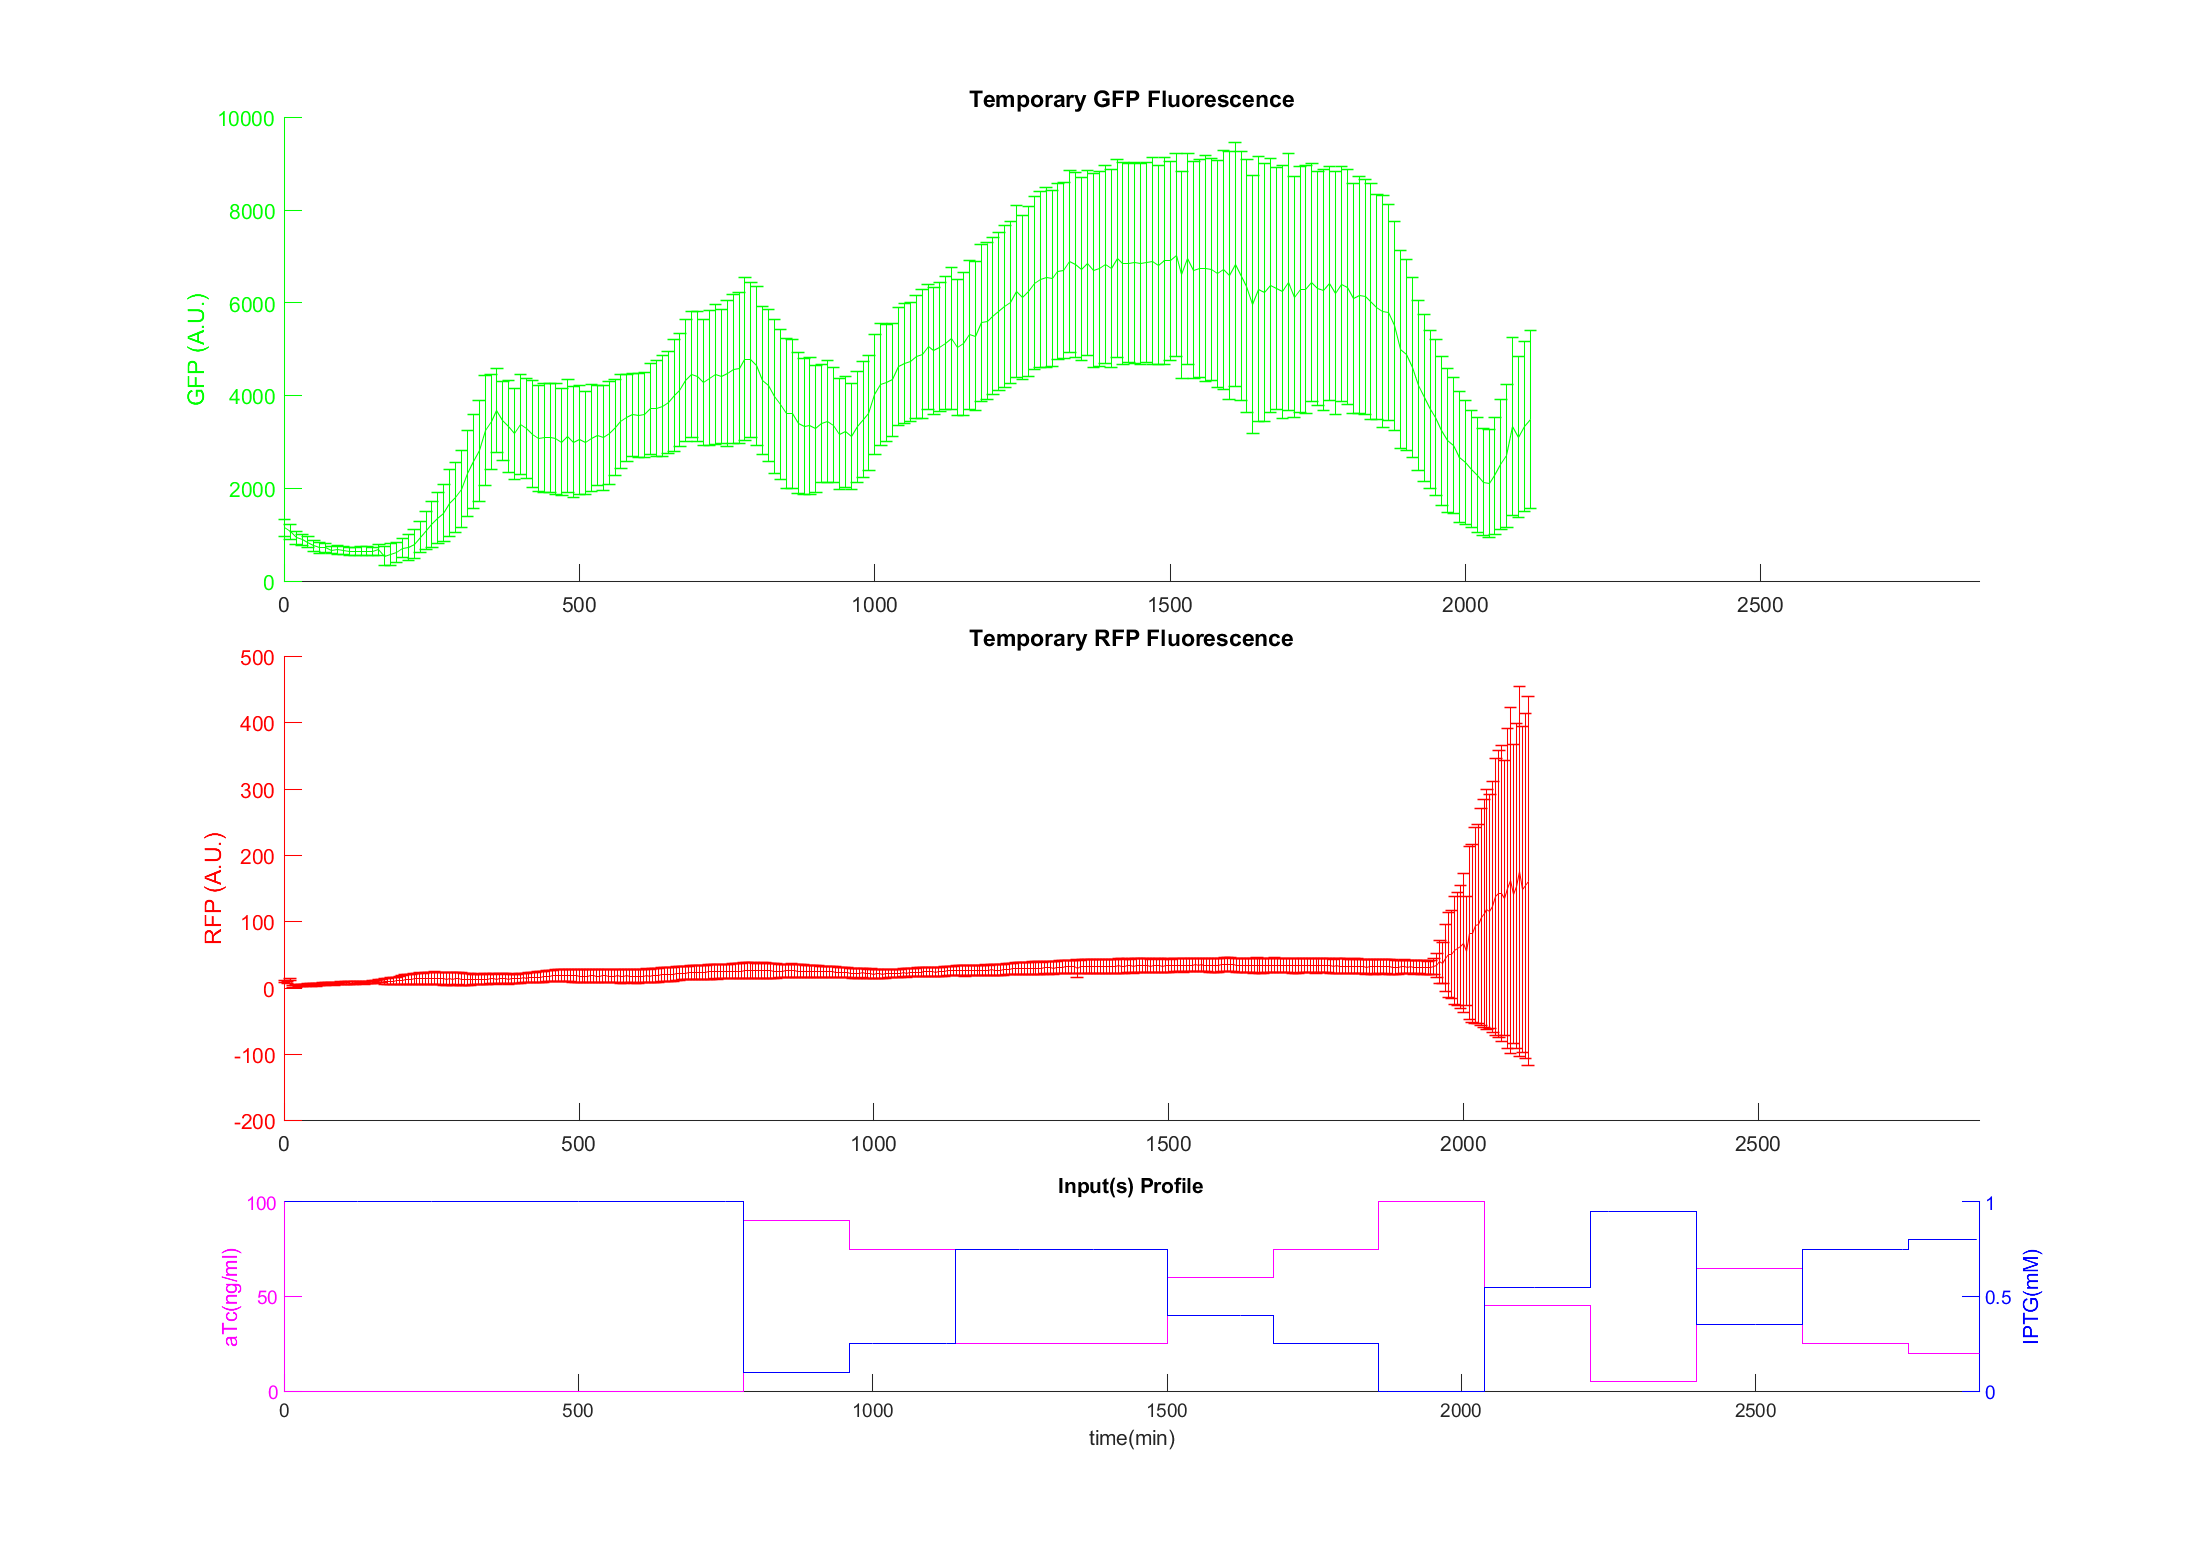 Temporary GFP Fluorescence
10000
8000
6000
4000
2000
0
GFP (A.U.)
0 500 1000 1500 2000 2500
Temporary RFP Fluorescence
500
400
300
200
100
0
-100
-200
RFP (A.U.)
0 500 1000 1500 2000 2500
Input(s) Profile
100
50
0
aTc(ng/ml)
1
0.5
0
IPTG(mM)
0 500 1000 1500 2000 2500
time(min)